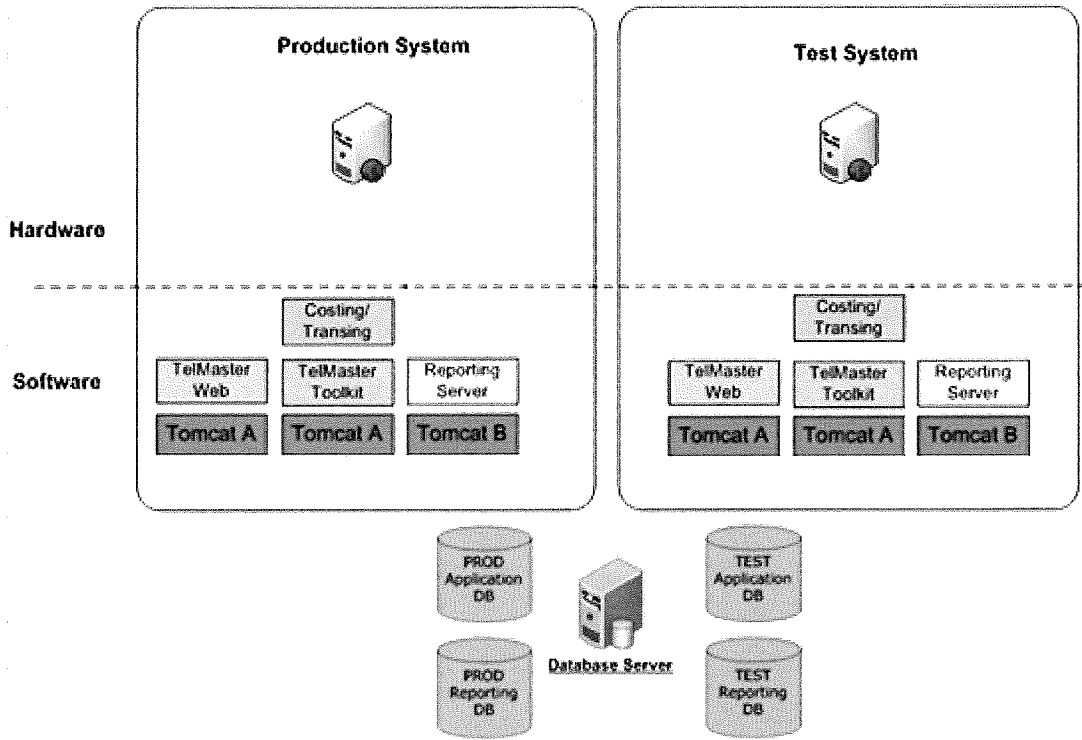 Production System
Test System
Hardware
Costing/
Transing
Costing/
Transing
Software
TelMaster
Web
TelMaster
Toolkit
Reporting
Server
TelMaster
Web
TelMaster
Toolkit
Reporting
Server
Tomcat A
Tomcat A
Tomcat B
Tomcat A
Tomcat A
Tomcat B
PROD
Application
DB
TEST
Application
DB
Database Server
PROD
Reporting
DB
TEST
Reporting
DB